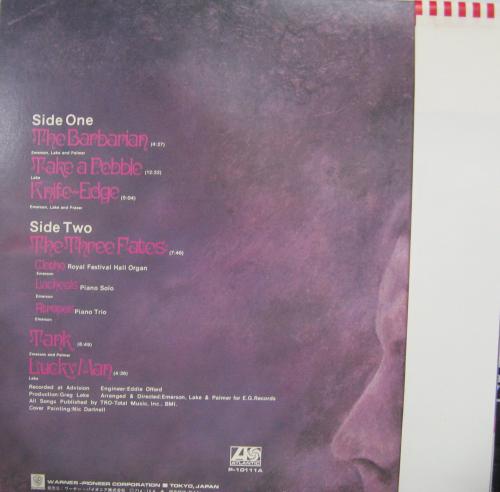 Side One
The Barbarian (4:27)
Emerson, Lake and Palmer
Take a Pebble (12:32)
Lake
Knife-Edge (5:04)
Emerson, Lake and Fraser
Side Two
The Three Fates (7:46)
Clotho Royal Festival Hall Organ
Emerson
Lachesis Piano Solo
Emerson
Atropos Piano Trio
Emerson
Tank (6:49)
Emerson and Palmer
Lucky Man (4:36)
Lake
Recorded at Advision Engineer:Eddie Offord
Production:Greg Lake Arranged & Directed:Emerson, Lake & Palmer for E.G.Records
All Songs Published by TRO-Total Music, Inc., BMI.
Cover Painting:Nic Dartnell
ATLANTIC
P-10111A
WARNER-PIONEER CORPORATION TOKYO, JAPAN